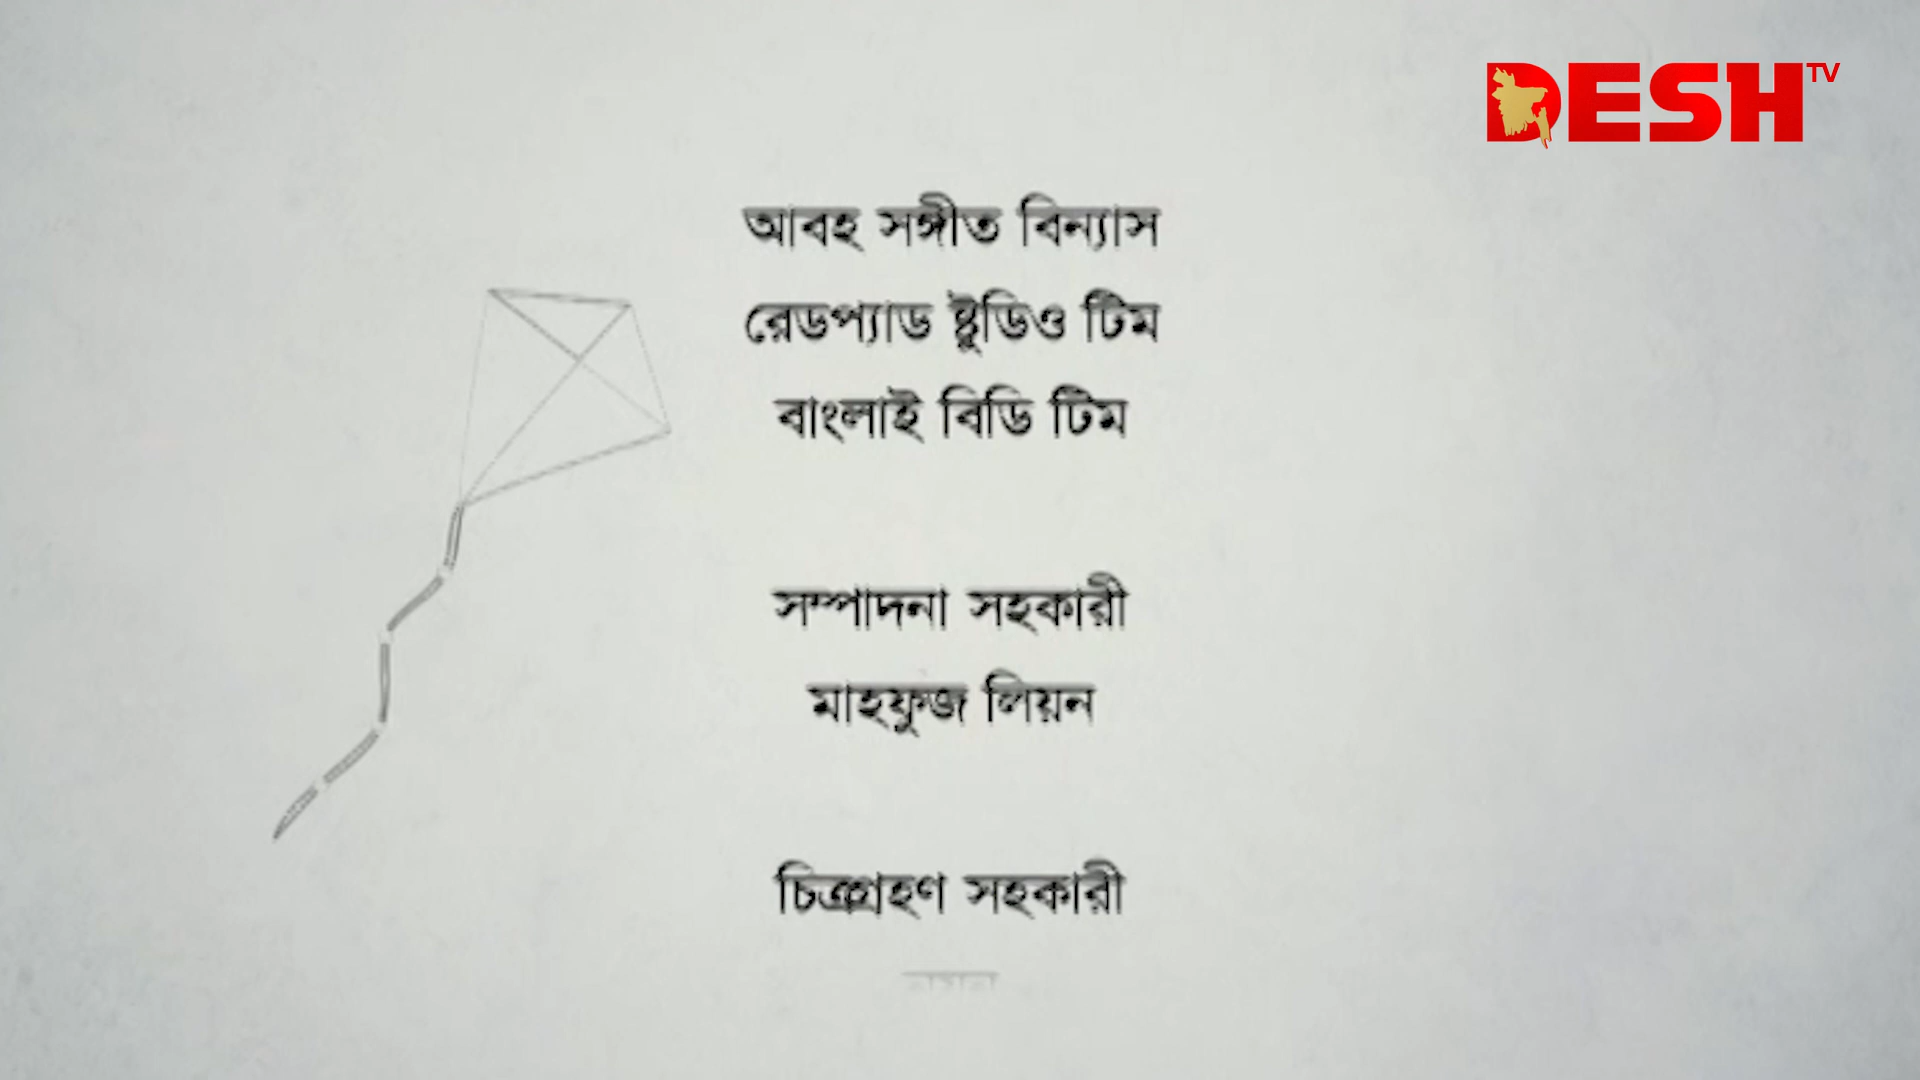 DESH TV
আবহ সঙ্গীত বিন্যাস
রেডপ্যাড ষ্টুডিও টিম
বাংলাই বিডি টিম
সম্পাদনা সহকারী
মাহফুজ লিয়ন
চিত্রগ্রহণ সহকারী